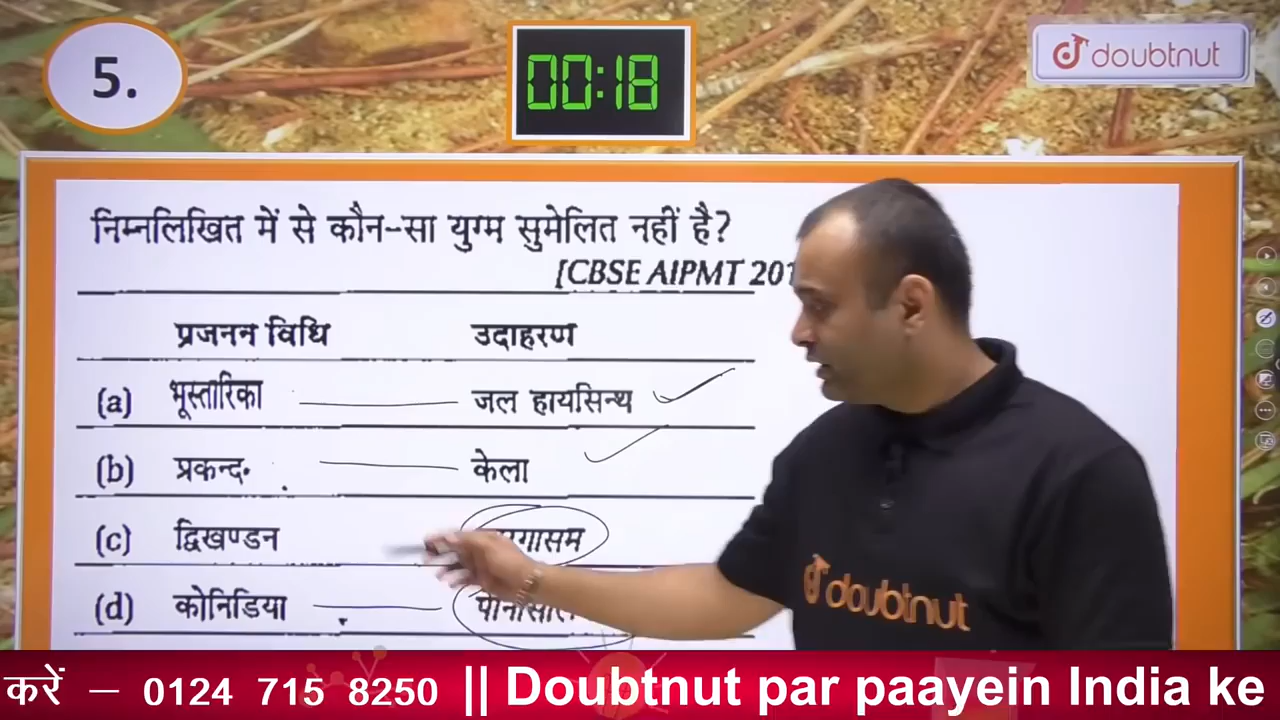 5.
00:18
doubtnut
निम्नलिखित में से कौन-सा युग्म सुमेलित नहीं है?
[CBSE AIPMT 201
प्रजनन विधि उदाहरण
(a) भूस्तारिका जल हायसिन्थ
(b) प्रकन्द केला
(c) द्विखण्डन
(d) कोनिडिया
doubtnut
करें – 0124 715 8250 || Doubtnut par paayein India ke